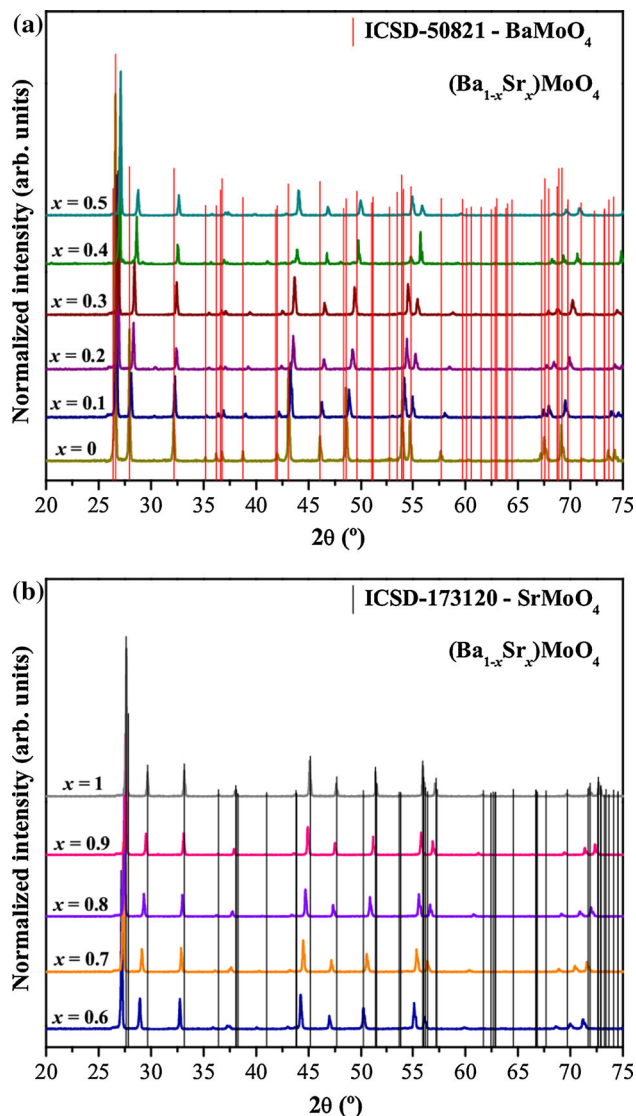 (a)
ICSD-50821 - BaMoO₄
(Ba₁₋ₓSrₓ)MoO₄
Normalized intensity (arb. units)
x = 0.5
x = 0.4
x = 0.3
x = 0.2
x = 0.1
x = 0
20 25 30 35 40 45 50 55 60 65 70 75
2θ (º)
(b)
ICSD-173120 - SrMoO₄
(Ba₁₋ₓSrₓ)MoO₄
Normalized intensity (arb. units)
x = 1
x = 0.9
x = 0.8
x = 0.7
x = 0.6
20 25 30 35 40 45 50 55 60 65 70 75
2θ (º)